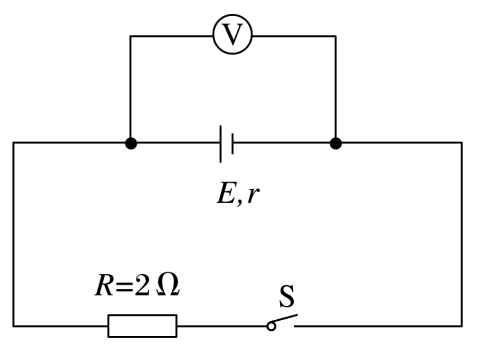 V
E,r
R=2 Ω
S